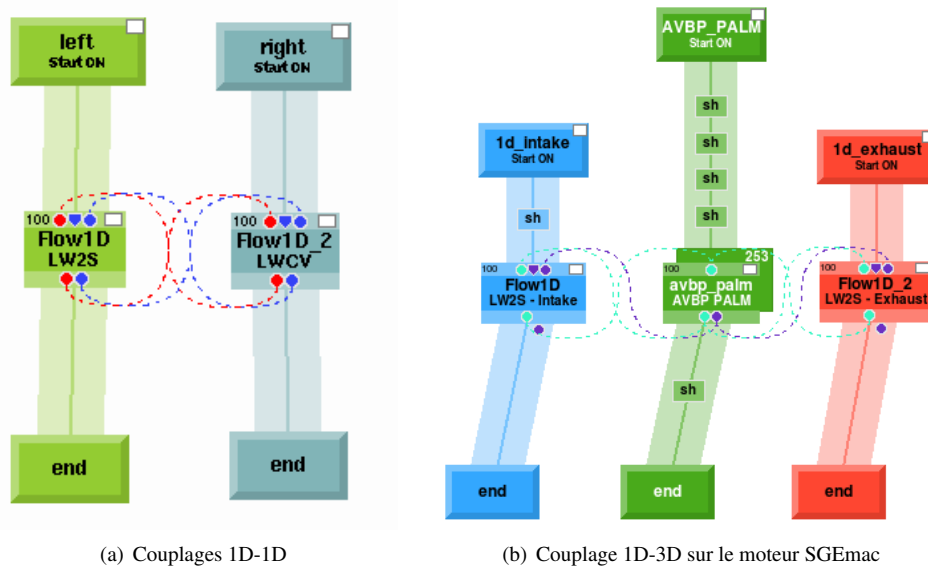 left
Start ON
right
Start ON
100
Flow1D
LW2S
100
Flow1D_2
LWCV
end
end
(a) Couplages 1D-1D
AVBP_PALM
Start ON
sh
sh
sh
sh
1d_intake
Start ON
sh
1d_exhaust
Start ON
100
Flow1D
LW2S - Intake
253
100
avbp_palm
AVBP PALM
100
Flow1D_2
LW2S - Exhaust
sh
end
end
end
(b) Couplage 1D-3D sur le moteur SGEmac